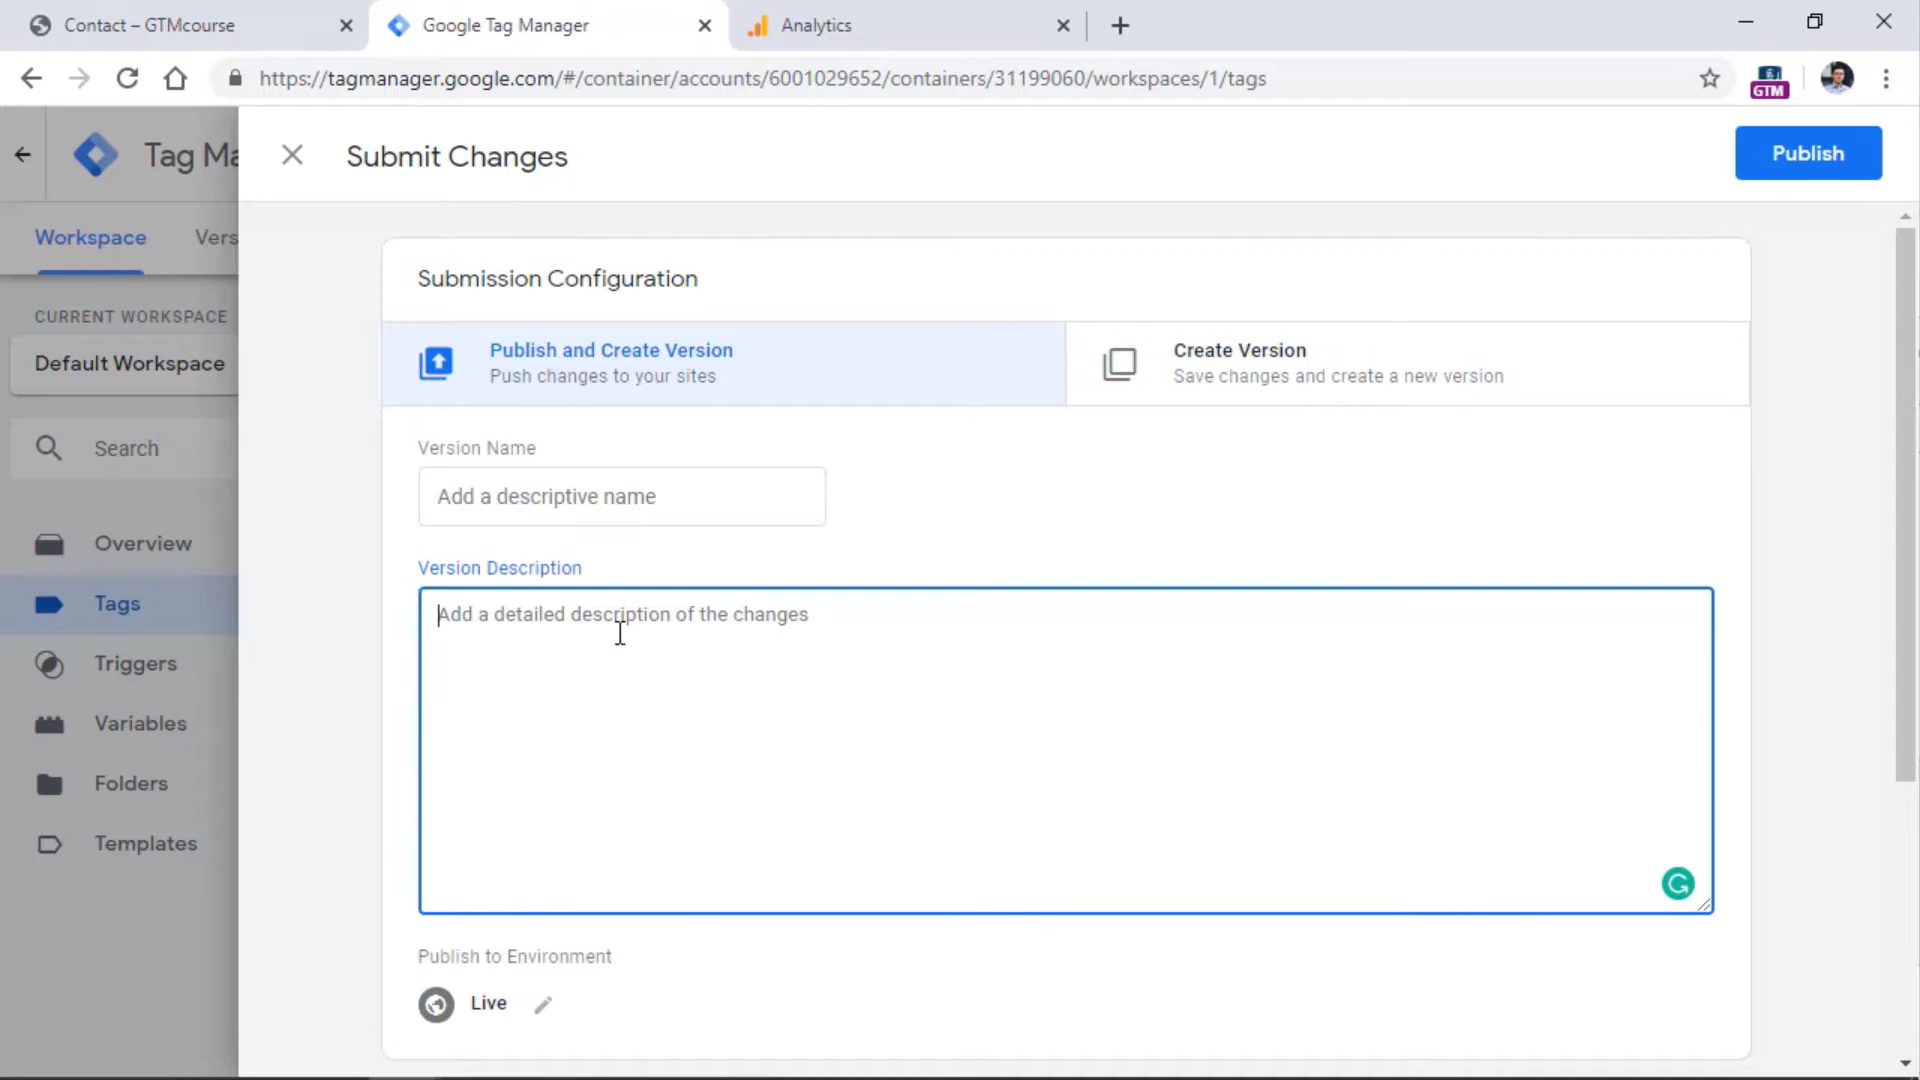 Contact – GTMcourse
Google Tag Manager
Analytics
https://tagmanager.google.com/#/container/accounts/6001029652/containers/31199060/workspaces/1/tags
GTM
Tag Ma
Submit Changes
Publish
Workspace
Vers
CURRENT WORKSPACE
Default Workspace
Search
Overview
Tags
Triggers
Variables
Folders
Templates
Submission Configuration
Publish and Create Version
Push changes to your sites
Create Version
Save changes and create a new version
Version Name
Add a descriptive name
Version Description
Add a detailed description of the changes
Publish to Environment
Live